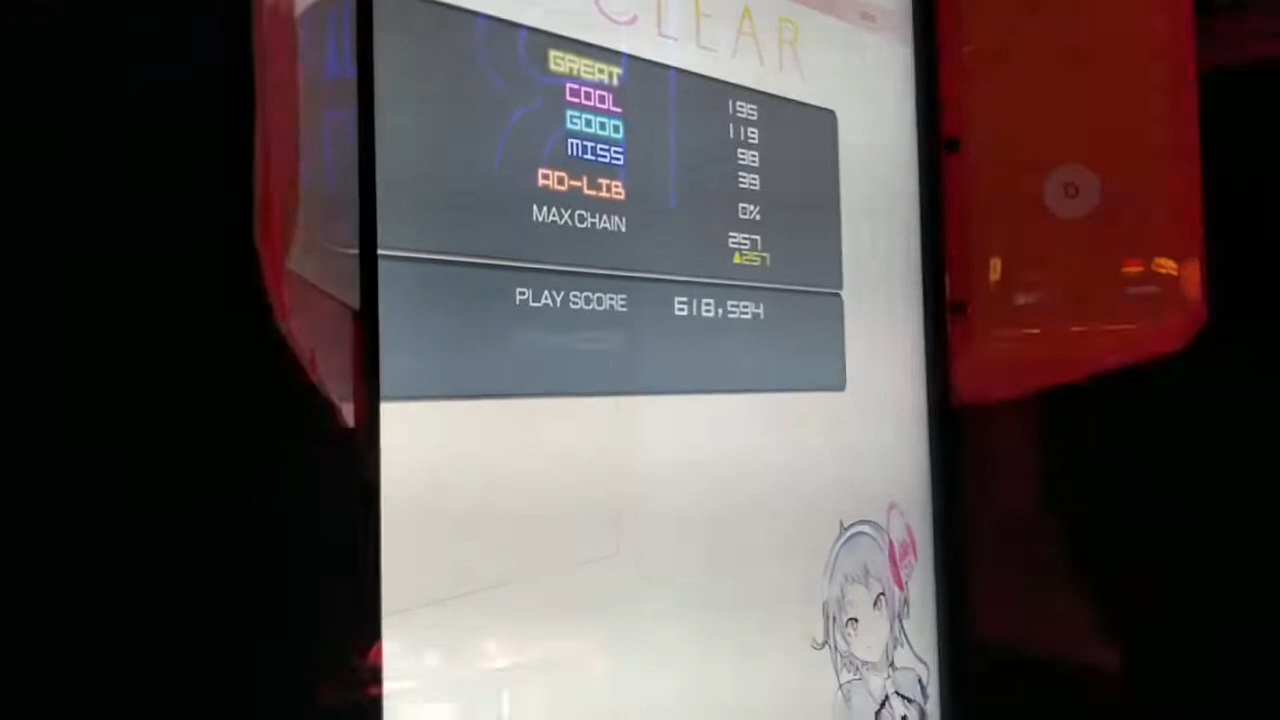 CLEAR
GREAT 195
COOL 119
GOOD 98
MISS 39
AD-LIB 0%
MAX CHAIN 257
▲257
PLAY SCORE 618,594
D